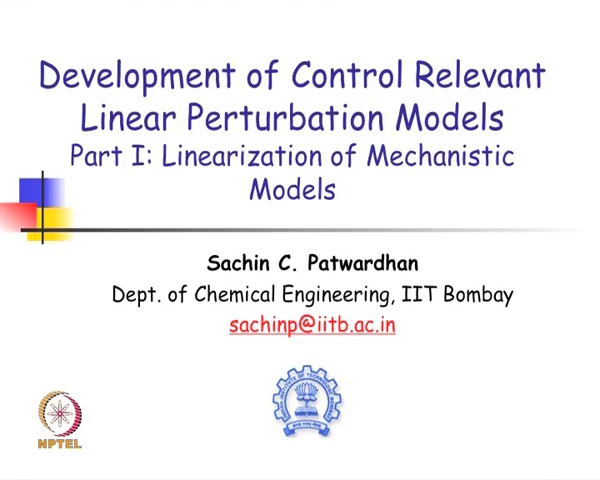 Development of Control Relevant
Linear Perturbation Models
Part I: Linearization of Mechanistic
Models
Sachin C. Patwardhan
Dept. of Chemical Engineering, IIT Bombay
sachinp@iitb.ac.in
NPTEL